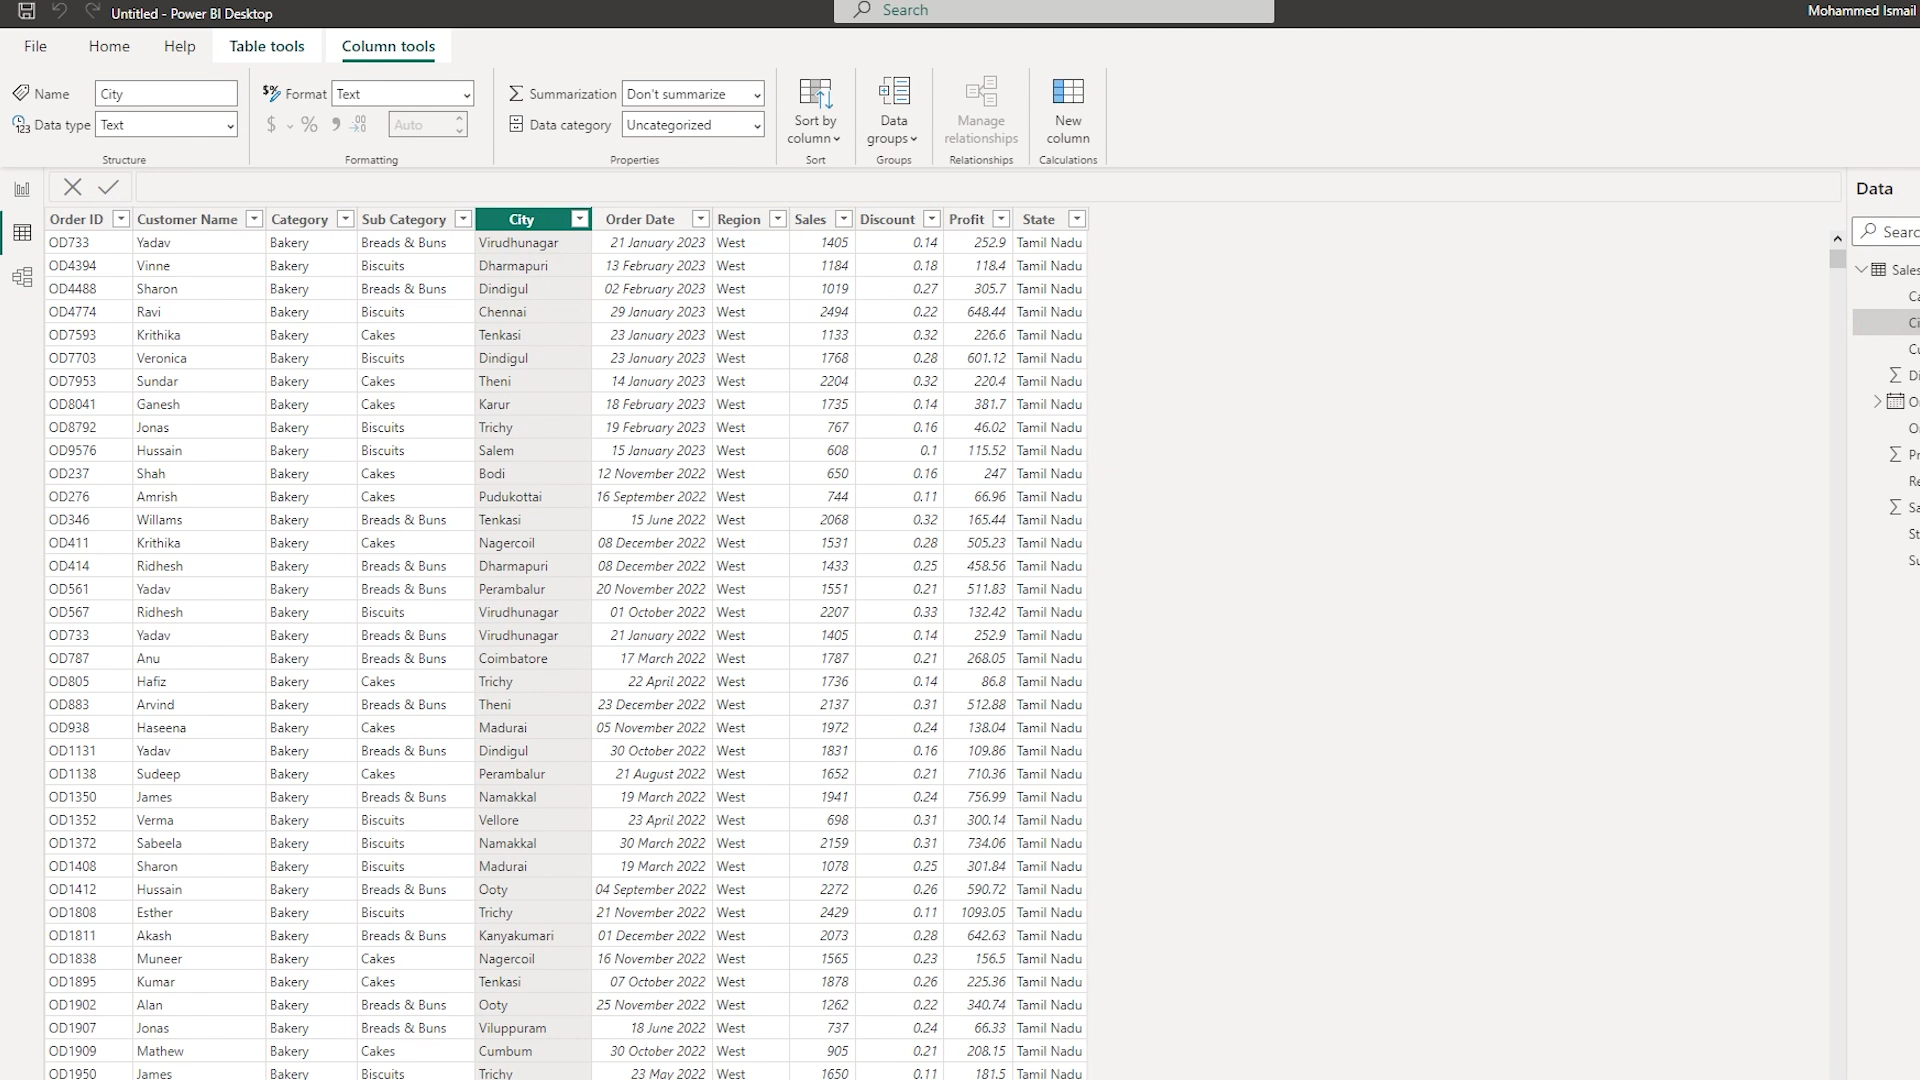 Untitled - Power BI Desktop
Search
Mohammed Ismail
File Home Help Table tools Column tools
Name City
Data type Text
Structure
Format Text
$ % 9 .00 Auto
Formatting
Summarization Don't summarize
Data category Uncategorized
Properties
Sort by column
Sort
Data groups
Groups
Manage relationships
Relationships
New column
Calculations
Order ID Customer Name Category Sub Category City Order Date Region Sales Discount Profit State
OD733 Yadav Bakery Breads & Buns Virudhunagar 21 January 2023 West 1405 0.14 252.9 Tamil Nadu
OD4394 Vinne Bakery Biscuits Dharmapuri 13 February 2023 West 1184 0.18 118.4 Tamil Nadu
OD4488 Sharon Bakery Breads & Buns Dindigul 02 February 2023 West 1019 0.27 305.7 Tamil Nadu
OD4774 Ravi Bakery Biscuits Chennai 29 January 2023 West 2494 0.22 648.44 Tamil Nadu
OD7593 Krithika Bakery Cakes Tenkasi 23 January 2023 West 1133 0.32 226.6 Tamil Nadu
OD7703 Veronica Bakery Biscuits Dindigul 23 January 2023 West 1768 0.28 601.12 Tamil Nadu
OD7953 Sundar Bakery Cakes Theni 14 January 2023 West 2204 0.32 220.4 Tamil Nadu
OD8041 Ganesh Bakery Cakes Karur 18 February 2023 West 1735 0.14 381.7 Tamil Nadu
OD8792 Jonas Bakery Biscuits Trichy 19 February 2023 West 767 0.16 46.02 Tamil Nadu
OD9576 Hussain Bakery Biscuits Salem 15 January 2023 West 608 0.1 115.52 Tamil Nadu
OD237 Shah Bakery Cakes Bodi 12 November 2022 West 650 0.16 247 Tamil Nadu
OD276 Amrish Bakery Cakes Pudukottai 16 September 2022 West 744 0.11 66.96 Tamil Nadu
OD346 Willams Bakery Breads & Buns Tenkasi 15 June 2022 West 2068 0.32 165.44 Tamil Nadu
OD411 Krithika Bakery Cakes Nagercoil 08 December 2022 West 1531 0.28 505.23 Tamil Nadu
OD414 Ridhesh Bakery Breads & Buns Dharmapuri 08 December 2022 West 1433 0.25 458.56 Tamil Nadu
OD561 Yadav Bakery Breads & Buns Perambalur 20 November 2022 West 1551 0.21 511.83 Tamil Nadu
OD567 Ridhesh Bakery Biscuits Virudhunagar 01 October 2022 West 2207 0.33 132.42 Tamil Nadu
OD733 Yadav Bakery Breads & Buns Virudhunagar 21 January 2022 West 1405 0.14 252.9 Tamil Nadu
OD787 Anu Bakery Breads & Buns Coimbatore 17 March 2022 West 1787 0.21 268.05 Tamil Nadu
OD805 Hafiz Bakery Cakes Trichy 22 April 2022 West 1736 0.14 86.8 Tamil Nadu
OD883 Arvind Bakery Breads & Buns Theni 23 December 2022 West 2137 0.31 512.88 Tamil Nadu
OD938 Haseena Bakery Cakes Madurai 05 November 2022 West 1972 0.24 138.04 Tamil Nadu
OD1131 Yadav Bakery Breads & Buns Dindigul 30 October 2022 West 1831 0.16 109.86 Tamil Nadu
OD1138 Sudeep Bakery Cakes Perambalur 21 August 2022 West 1652 0.21 710.36 Tamil Nadu
OD1350 James Bakery Breads & Buns Namakkal 19 March 2022 West 1941 0.24 756.99 Tamil Nadu
OD1352 Verma Bakery Biscuits Vellore 23 April 2022 West 698 0.31 300.14 Tamil Nadu
OD1372 Sabeela Bakery Biscuits Namakkal 30 March 2022 West 2159 0.31 734.06 Tamil Nadu
OD1408 Sharon Bakery Biscuits Madurai 19 March 2022 West 1078 0.25 301.84 Tamil Nadu
OD1412 Hussain Bakery Breads & Buns Ooty 04 September 2022 West 2272 0.26 590.72 Tamil Nadu
OD1808 Esther Bakery Biscuits Trichy 21 November 2022 West 2429 0.11 1093.05 Tamil Nadu
OD1811 Akash Bakery Breads & Buns Kanyakumari 01 December 2022 West 2073 0.28 642.63 Tamil Nadu
OD1838 Muneer Bakery Cakes Nagercoil 16 November 2022 West 1565 0.23 156.5 Tamil Nadu
OD1895 Kumar Bakery Cakes Tenkasi 07 October 2022 West 1878 0.26 225.36 Tamil Nadu
OD1902 Alan Bakery Breads & Buns Ooty 25 November 2022 West 1262 0.22 340.74 Tamil Nadu
OD1907 Jonas Bakery Breads & Buns Viluppuram 18 June 2022 West 737 0.24 66.33 Tamil Nadu
OD1909 Mathew Bakery Cakes Cumbum 30 October 2022 West 905 0.21 208.15 Tamil Nadu
OD1950 James Bakery Biscuits Trichy 23 May 2022 West 1650 0.11 181.5 Tamil Nadu
Data
Sales